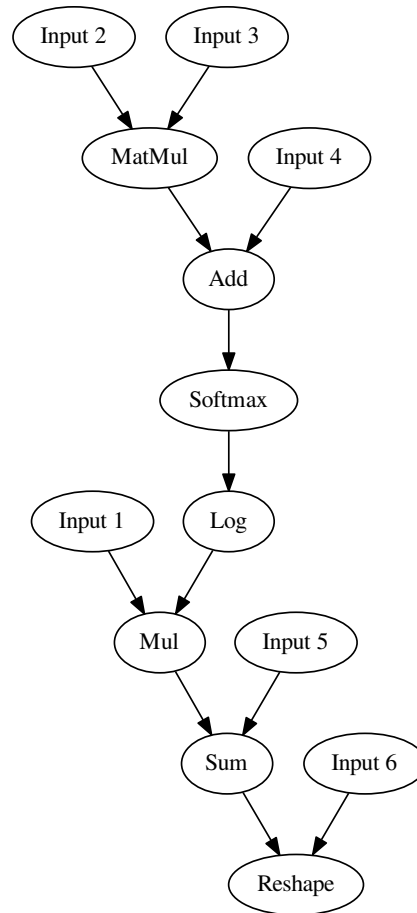 Input 2
Input 3
MatMul
Input 4
Add
Softmax
Input 1
Log
Mul
Input 5
Sum
Input 6
Reshape